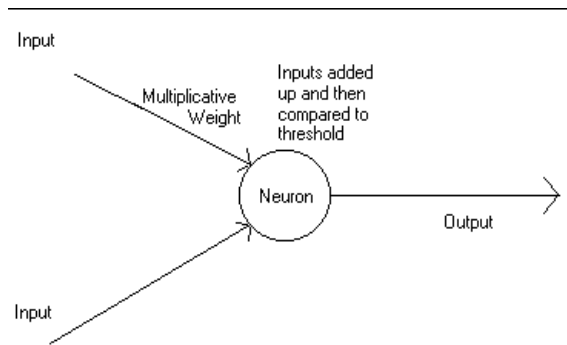 Input
Inputs added
up and then
compared to
threshold
Multiplicative
Weight
Neuron
Output
Input